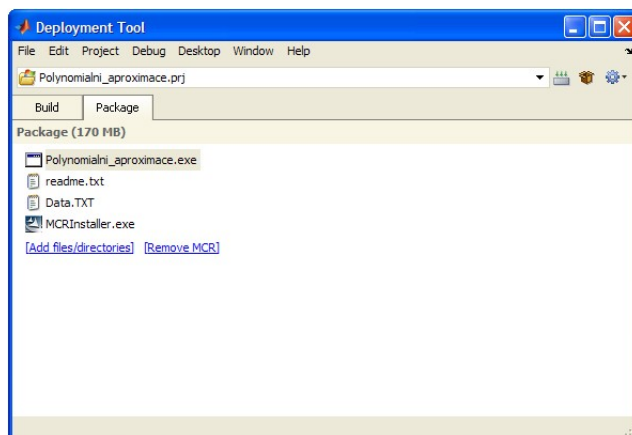 Deployment Tool
File Edit Project Debug Desktop Window Help
Polynomialni_aproximace.prj
Build Package
Package (170 MB)
Polynomialni_aproximace.exe
readme.txt
Data.TXT
MCRInstaller.exe
[Add files/directories] [Remove MCR]